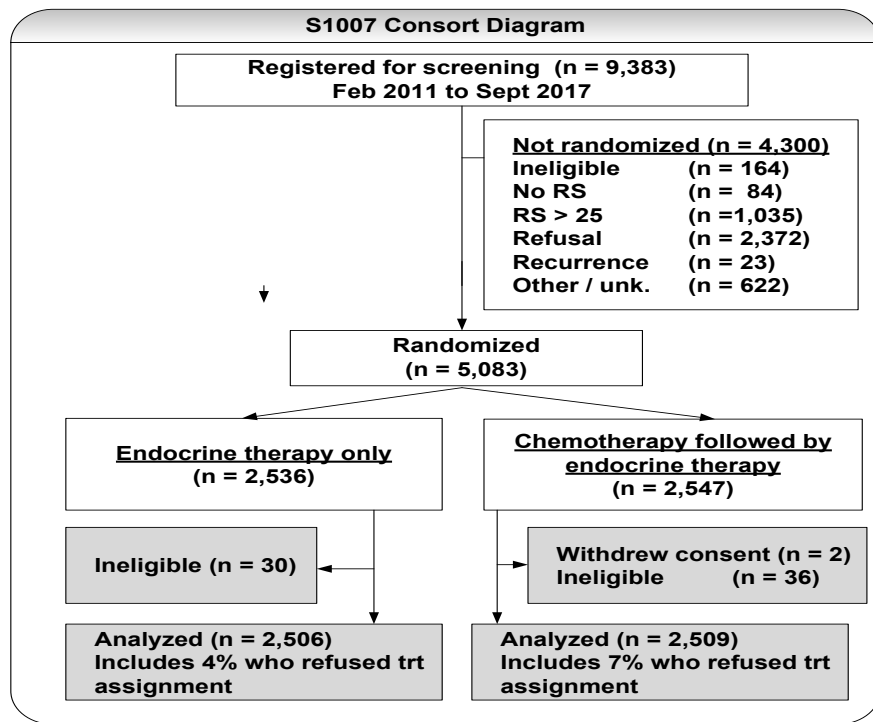 S1007 Consort Diagram
Registered for screening (n = 9,383)
Feb 2011 to Sept 2017
Not randomized (n = 4,300)
Ineligible (n = 164)
No RS (n = 84)
RS > 25 (n =1,035)
Refusal (n = 2,372)
Recurrence (n = 23)
Other / unk. (n = 622)
Randomized
(n = 5,083)
Endocrine therapy only
(n = 2,536)
Chemotherapy followed by
endocrine therapy
(n = 2,547)
Ineligible (n = 30)
Withdrew consent (n = 2)
Ineligible (n = 36)
Analyzed (n = 2,506)
Includes 4% who refused trt
assignment
Analyzed (n = 2,509)
Includes 7% who refused trt
assignment